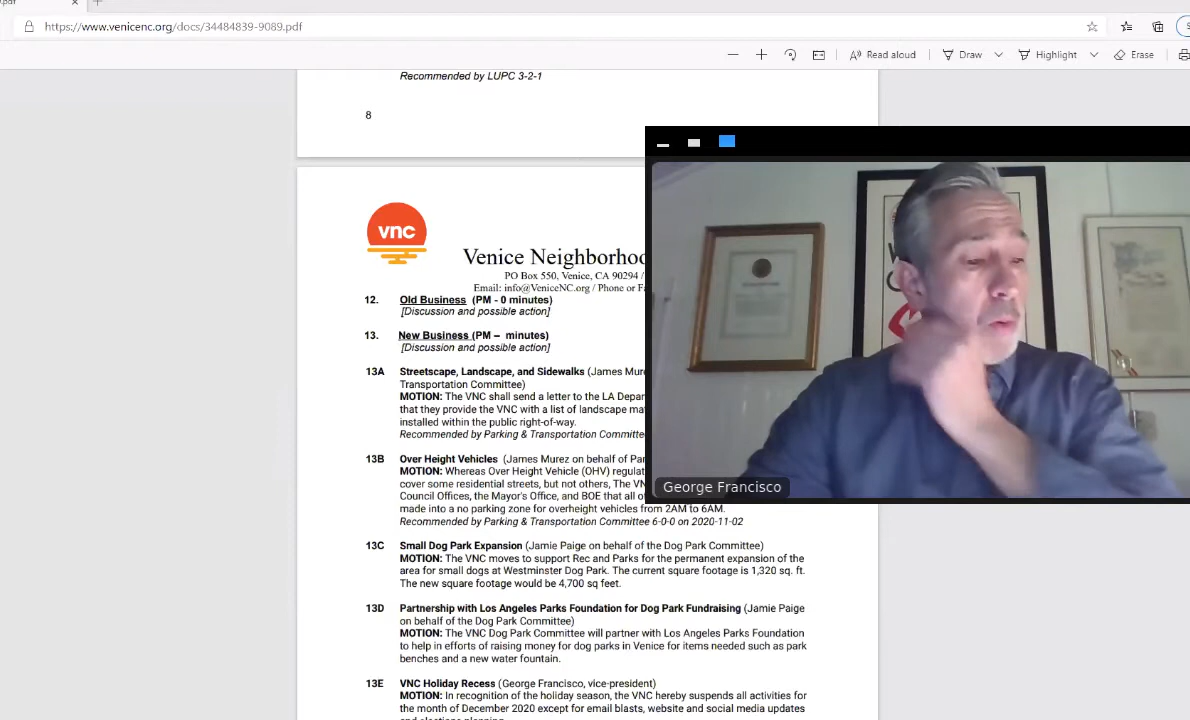 .pdf
https://www.venicenc.org/docs/34484839-9089.pdf
Read aloud Draw Highlight Erase
Recommended by LUPC 3-2-1
8
vnc
Venice Neighborhoo
PO Box 550, Venice, CA 90294 /
Email: info@VeniceNC.org / Phone or Fa
12. Old Business (PM - 0 minutes)
[Discussion and possible action]
13. New Business (PM – minutes)
[Discussion and possible action]
13A Streetscape, Landscape, and Sidewalks (James Mure
Transportation Committee)
MOTION: The VNC shall send a letter to the LA Depar
that they provide the VNC with a list of landscape ma
installed within the public right-of-way.
Recommended by Parking & Transportation Committe
13B Over Height Vehicles (James Murez on behalf of Par
MOTION: Whereas Over Height Vehicle (OHV) regulat
cover some residential streets, but not others, The VN
Council Offices, the Mayor's Office, and BOE that all o
made into a no parking zone for overheight vehicles from 2AM to 6AM.
Recommended by Parking & Transportation Committee 6-0-0 on 2020-11-02
13C Small Dog Park Expansion (Jamie Paige on behalf of the Dog Park Committee)
MOTION: The VNC moves to support Rec and Parks for the permanent expansion of the
area for small dogs at Westminster Dog Park. The current square footage is 1,320 sq. ft.
The new square footage would be 4,700 sq feet.
13D Partnership with Los Angeles Parks Foundation for Dog Park Fundraising (Jamie Paige
on behalf of the Dog Park Committee)
MOTION: The VNC Dog Park Committee will partner with Los Angeles Parks Foundation
to help in efforts of raising money for dog parks in Venice for items needed such as park
benches and a new water fountain.
13E VNC Holiday Recess (George Francisco, vice-president)
MOTION: In recognition of the holiday season, the VNC hereby suspends all activities for
the month of December 2020 except for email blasts, website and social media updates
and elections planning.
George Francisco